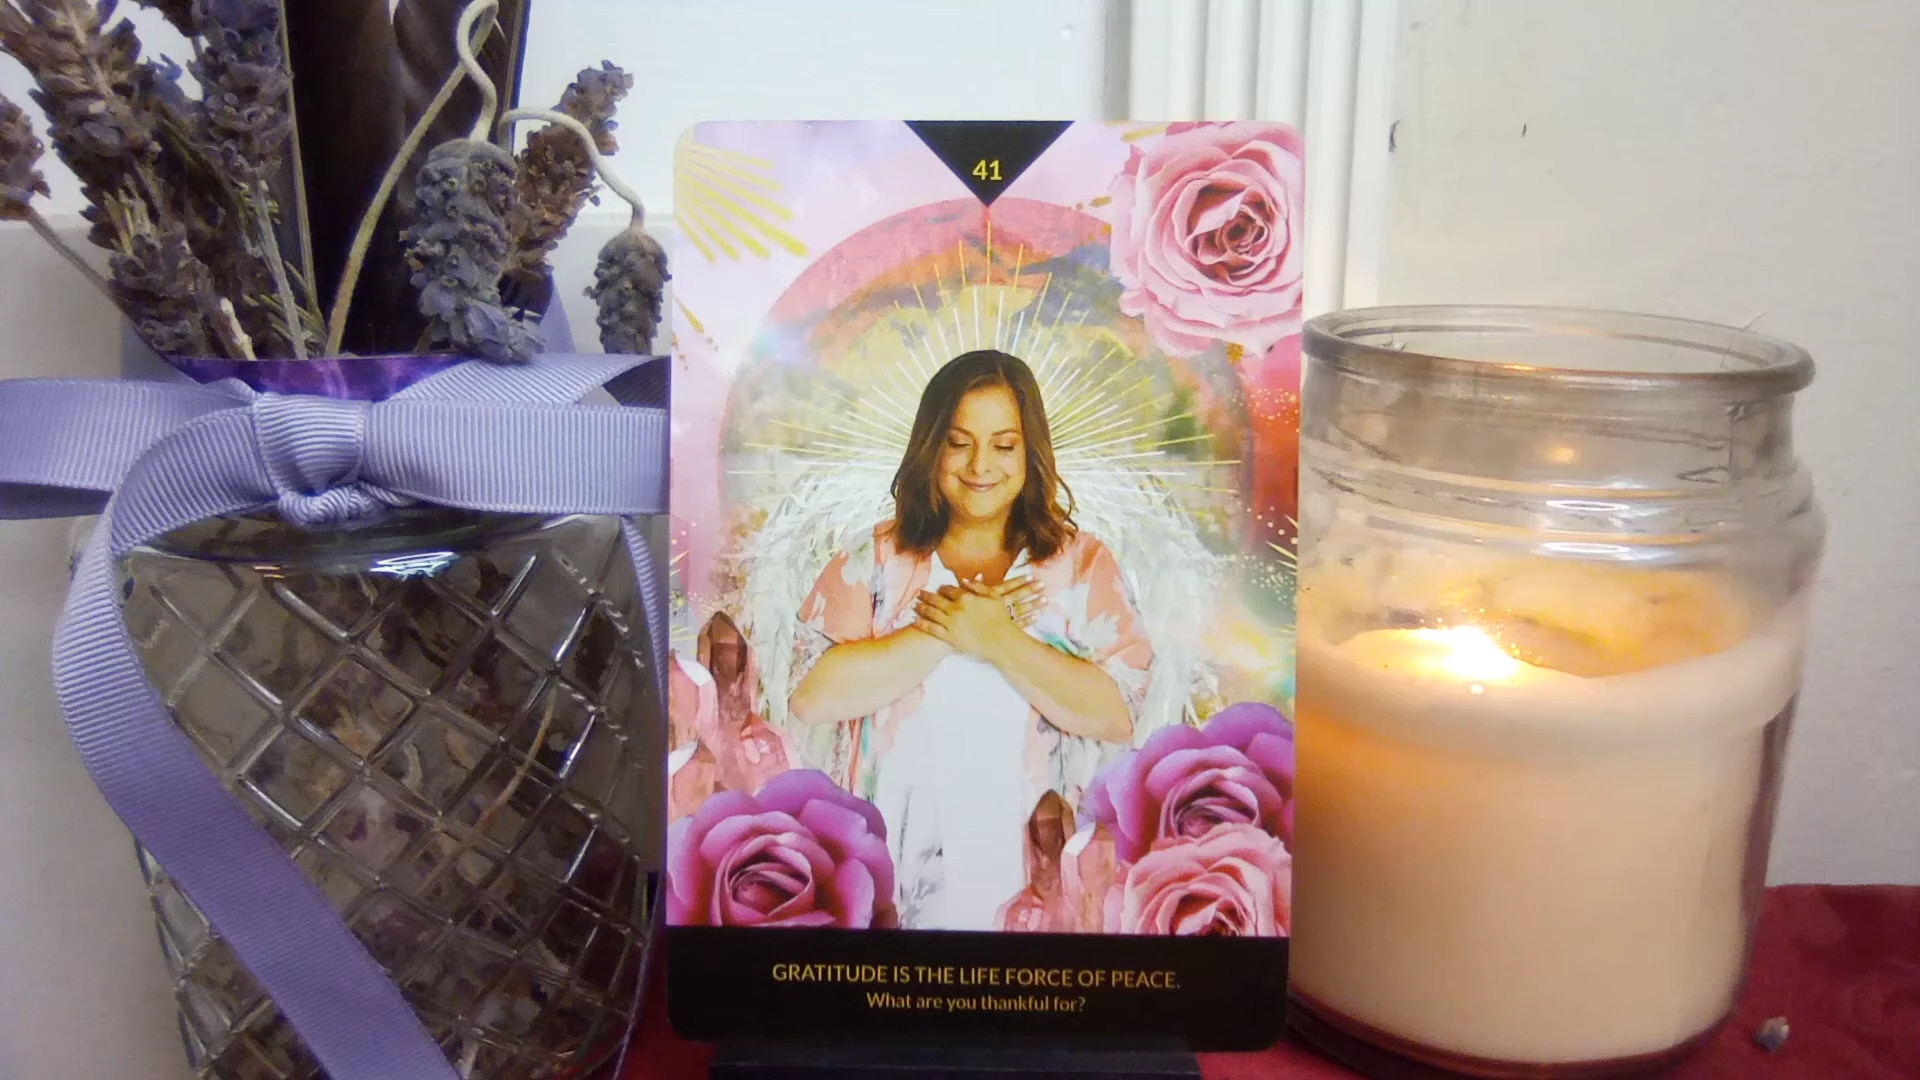 41
GRATITUDE IS THE LIFE FORCE OF PEACE.
What are you thankful for?